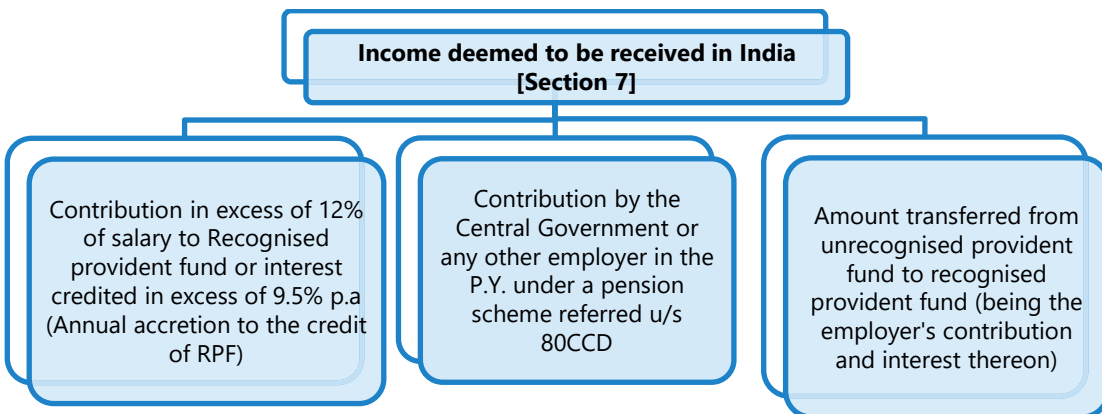 Income deemed to be received in India
[Section 7]
Contribution in excess of 12%
of salary to Recognised
provident fund or interest
credited in excess of 9.5% p.a
(Annual accretion to the credit
of RPF)
Contribution by the
Central Government or
any other employer in the
P.Y. under a pension
scheme referred u/s
80CCD
Amount transferred from
unrecognised provident
fund to recognised
provident fund (being the
employer's contribution
and interest thereon)